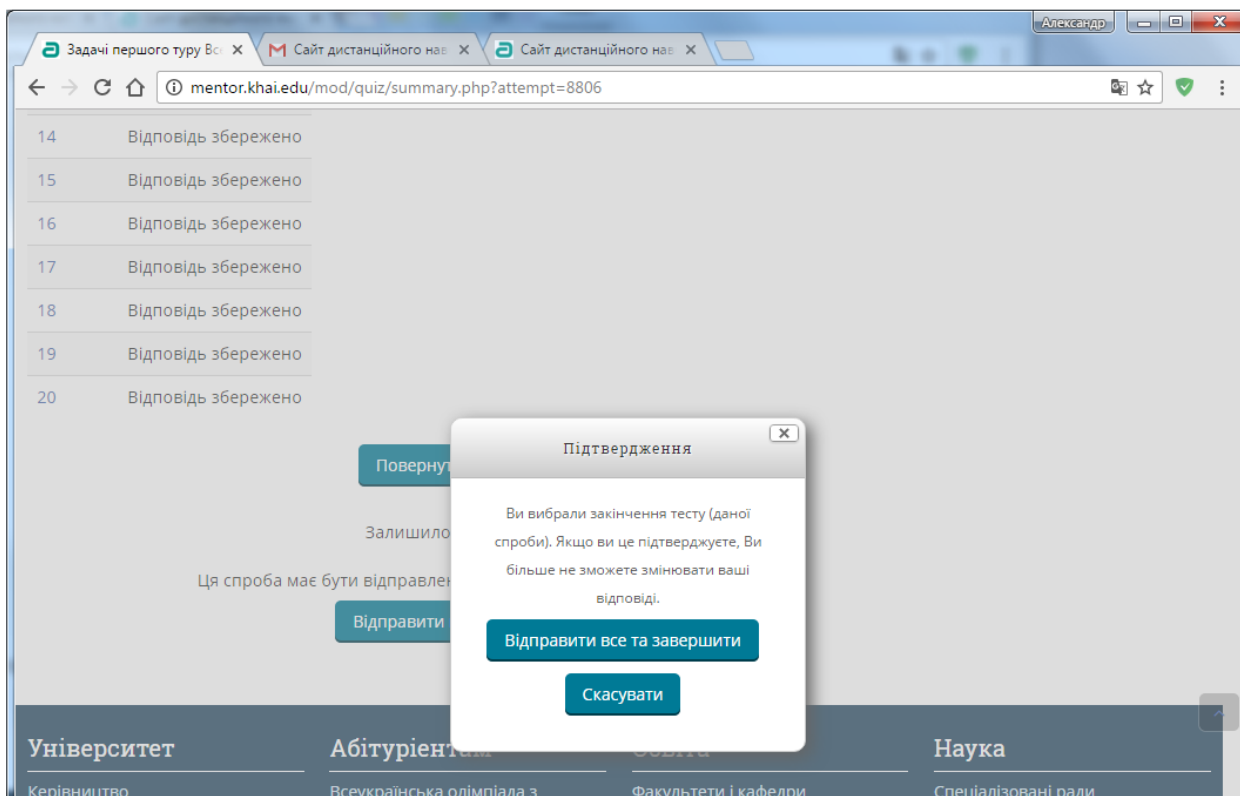 Александр
Задачі першого туру Вс
Сайт дистанційного нав
Сайт дистанційного нав
mentor.khai.edu/mod/quiz/summary.php?attempt=8806
14 Відповідь збережено
15 Відповідь збережено
16 Відповідь збережено
17 Відповідь збережено
18 Відповідь збережено
19 Відповідь збережено
20 Відповідь збережено
Повернут
Залишило
Ця спроба має бути відправлен
Відправити
Підтвердження
Ви вибрали закінчення тесту (даної
спроби). Якщо ви це підтверджуєте, Ви
більше не зможете змінювати ваші
відповіді.
Відправити все та завершити
Скасувати
Університет
Абітурієнтам
Освіта
Наука
Керівництво
Всеукраїнська олімпіада з
Факультети і кафедри
Спеціалізовані ради